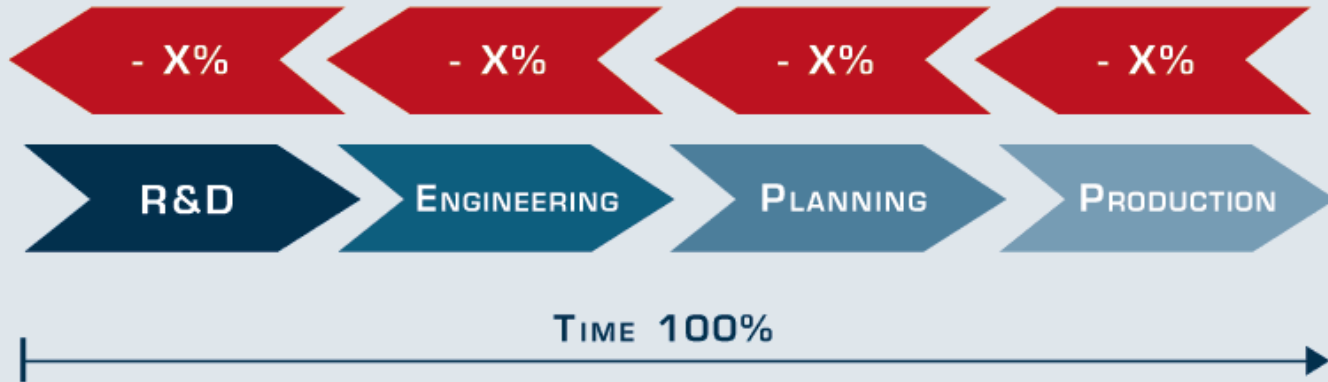 - X% - X% - X% - X%
R&D Engineering Planning Production
Time 100%